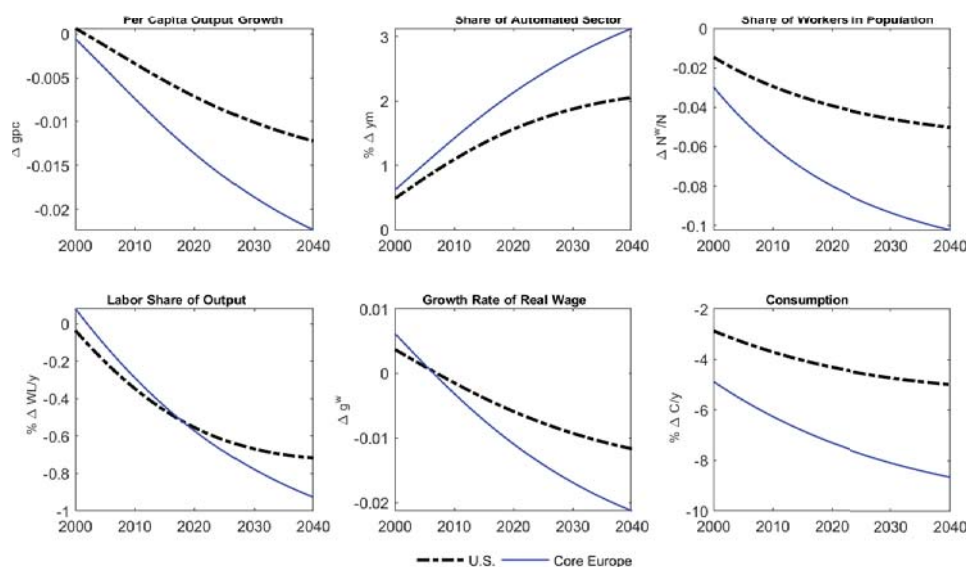 Per Capita Output Growth
Share of Automated Sector
Share of Workers in Population
0
-0.005
-0.01
-0.015
-0.02
Δ gpc
2000 2010 2020 2030 2040
3
2
1
0
% Δ ym
2000 2010 2020 2030 2040
-0.02
-0.04
-0.06
-0.08
-0.1
Δ Nʷ/N
2000 2010 2020 2030 2040
Labor Share of Output
Growth Rate of Real Wage
Consumption
0
-0.2
-0.4
-0.6
-0.8
-1
% Δ WL/y
2000 2010 2020 2030 2040
0.01
0
-0.01
-0.02
Δ gʷ
2000 2010 2020 2030 2040
-2
-4
-6
-8
-10
% Δ C/y
2000 2010 2020 2030 2040
U.S. Core Europe